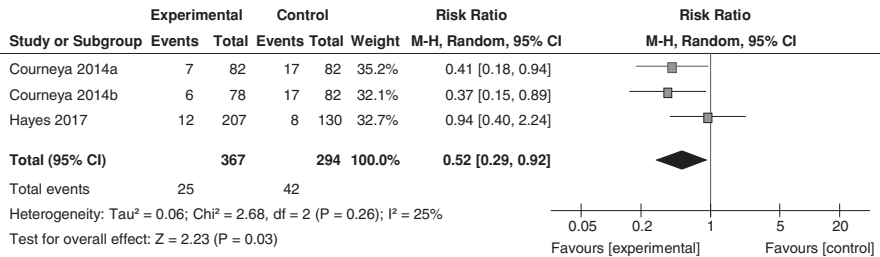 Experimental Control Risk Ratio Risk Ratio
Study or Subgroup Events Total Events Total Weight M-H, Random, 95% CI M-H, Random, 95% CI
Courneya 2014a 7 82 17 82 35.2% 0.41 [0.18, 0.94]
Courneya 2014b 6 78 17 82 32.1% 0.37 [0.15, 0.89]
Hayes 2017 12 207 8 130 32.7% 0.94 [0.40, 2.24]
Total (95% CI) 367 294 100.0% 0.52 [0.29, 0.92]
Total events 25 42
Heterogeneity: Tau² = 0.06; Chi² = 2.68, df = 2 (P = 0.26); I² = 25%
Test for overall effect: Z = 2.23 (P = 0.03)
0.05 0.2 1 5 20
Favours [experimental] Favours [control]